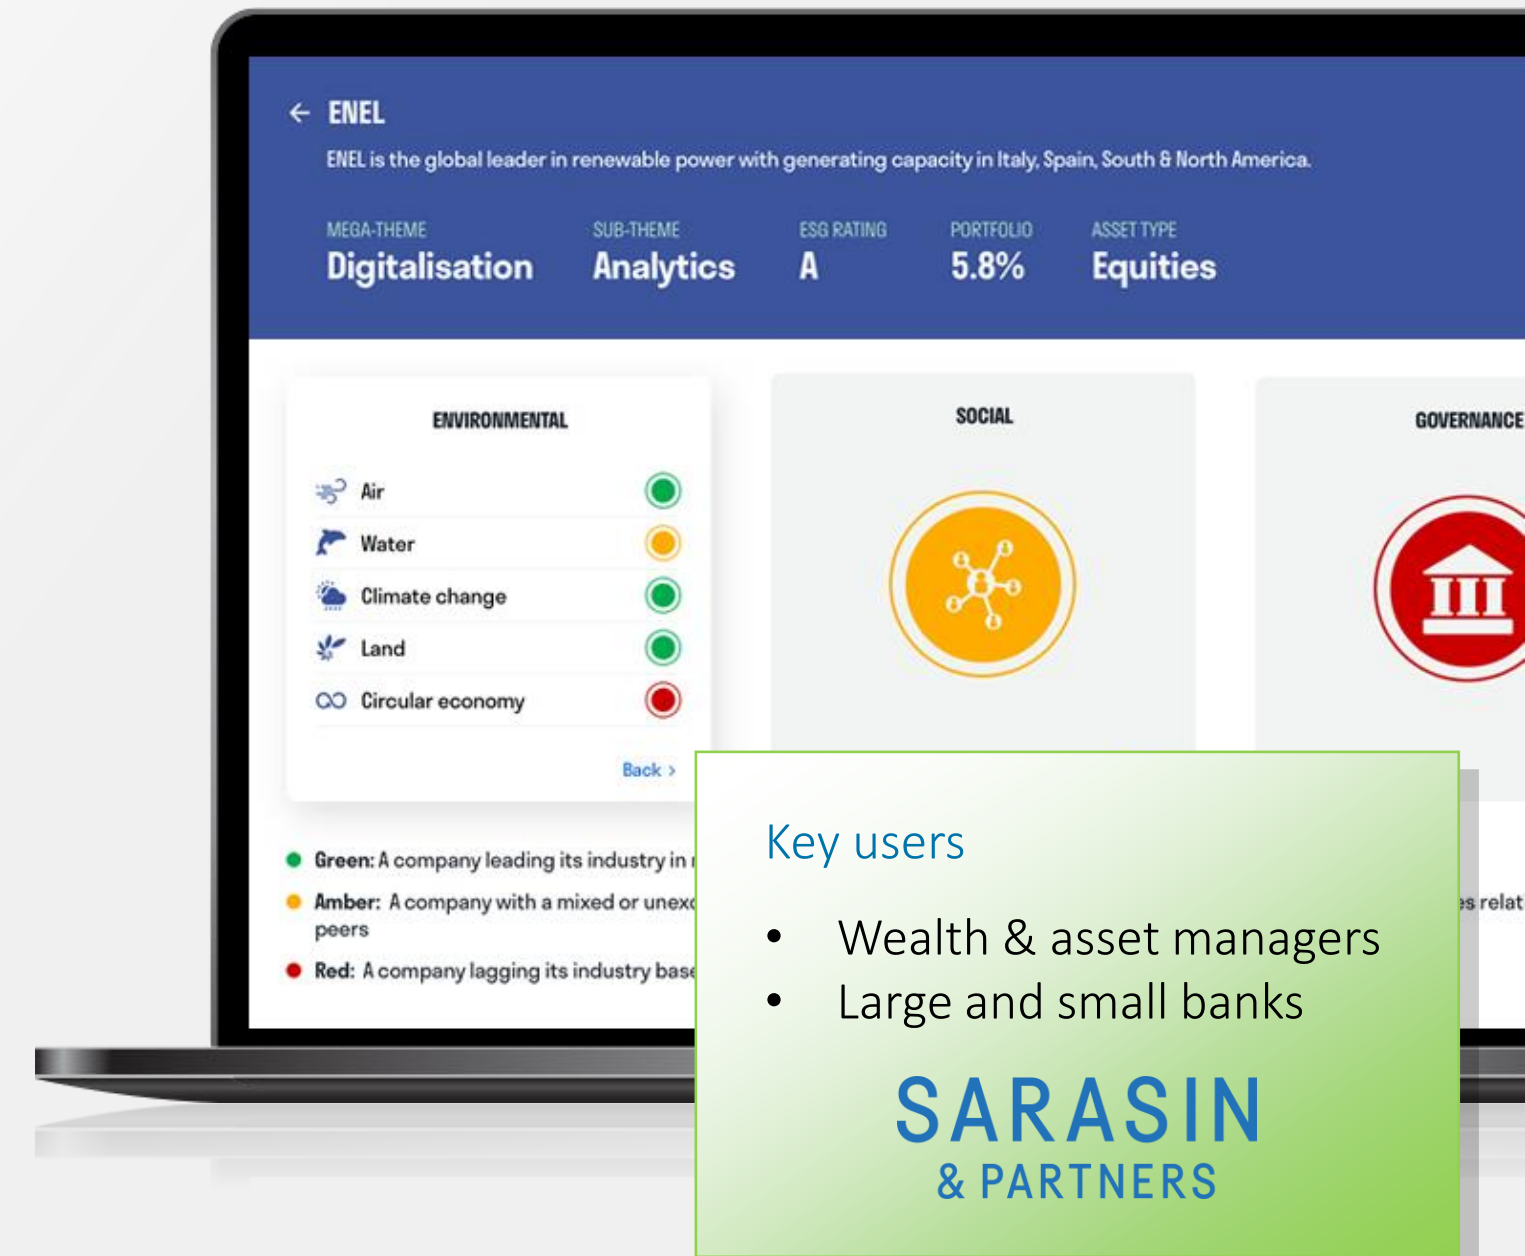 ← ENEL
ENEL is the global leader in renewable power with generating capacity in Italy, Spain, South & North America.
MEGA-THEME SUB-THEME ESG RATING PORTFOLIO ASSET TYPE
Digitalisation Analytics A 5.8% Equities
ENVIRONMENTAL
Air
Water
Climate change
Land
Circular economy
Back >
SOCIAL
GOVERNANCE
Green: A company leading its industry in
Amber: A company with a mixed or
peers
Red: A company lagging its industry
Key users
• Wealth & asset managers
• Large and small banks
SARASIN
& PARTNERS